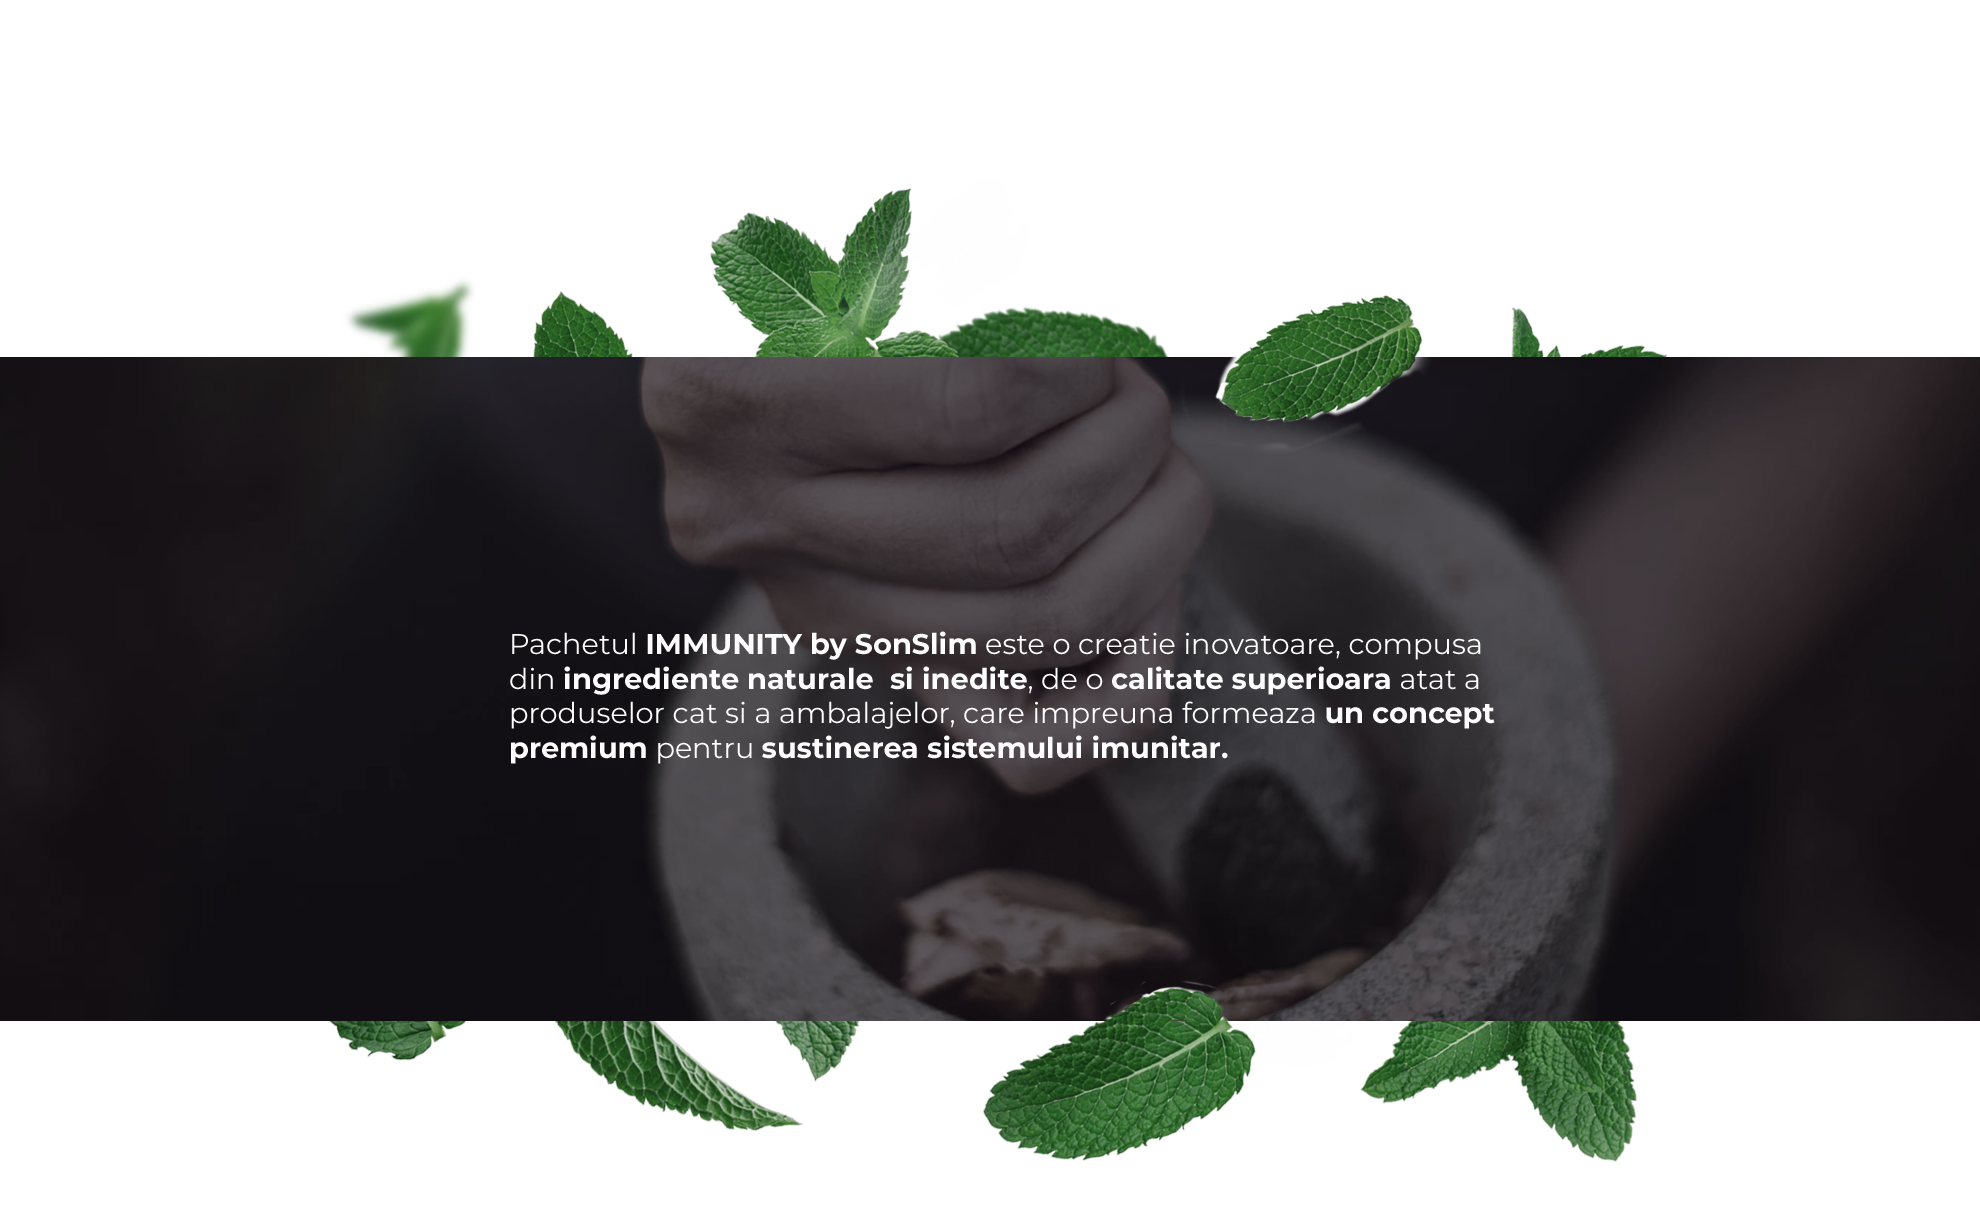 Pachetul IMMUNITY by SonSlim este o creatie inovatoare, compusa
din ingrediente naturale  si inedite, de o calitate superioara atat a
produselor cat si a ambalajelor, care impreuna formeaza un concept
premium pentru sustinerea sistemului imunitar.